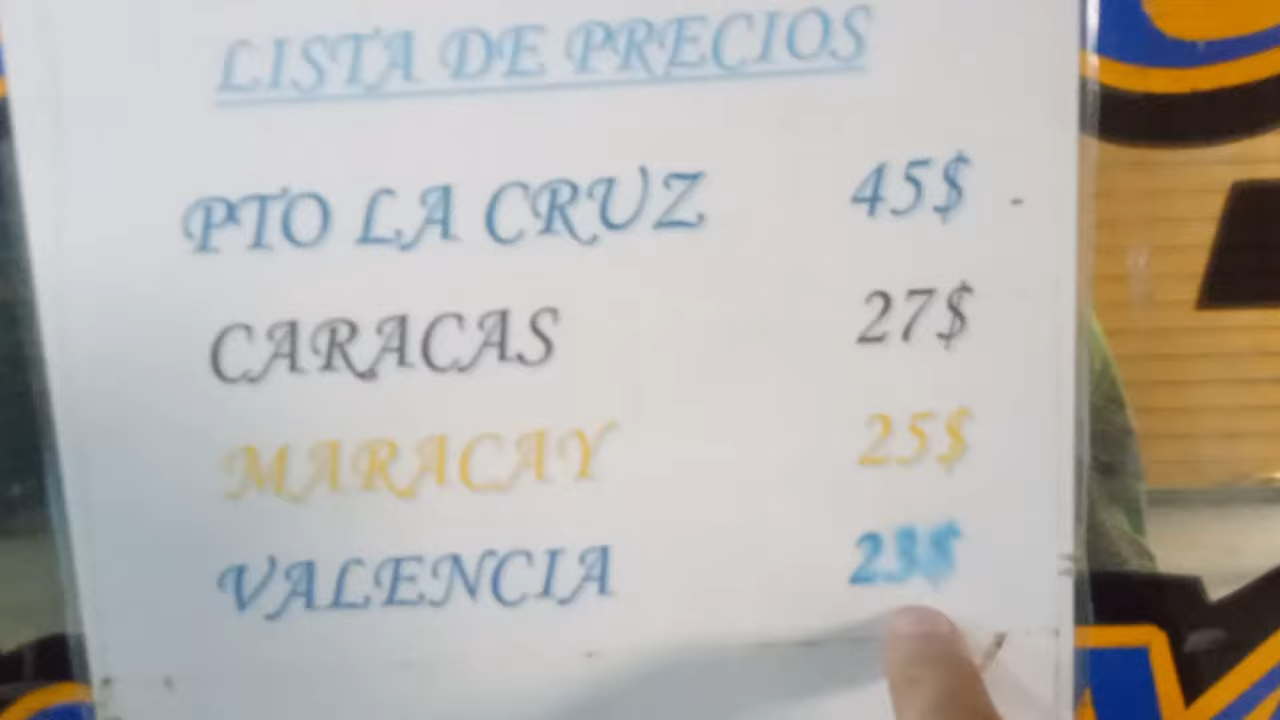 LISTA DE PRECIOS
PTO LA CRUZ 45$
CARACAS 27$
MARACAY 25$
VALENCIA 23$